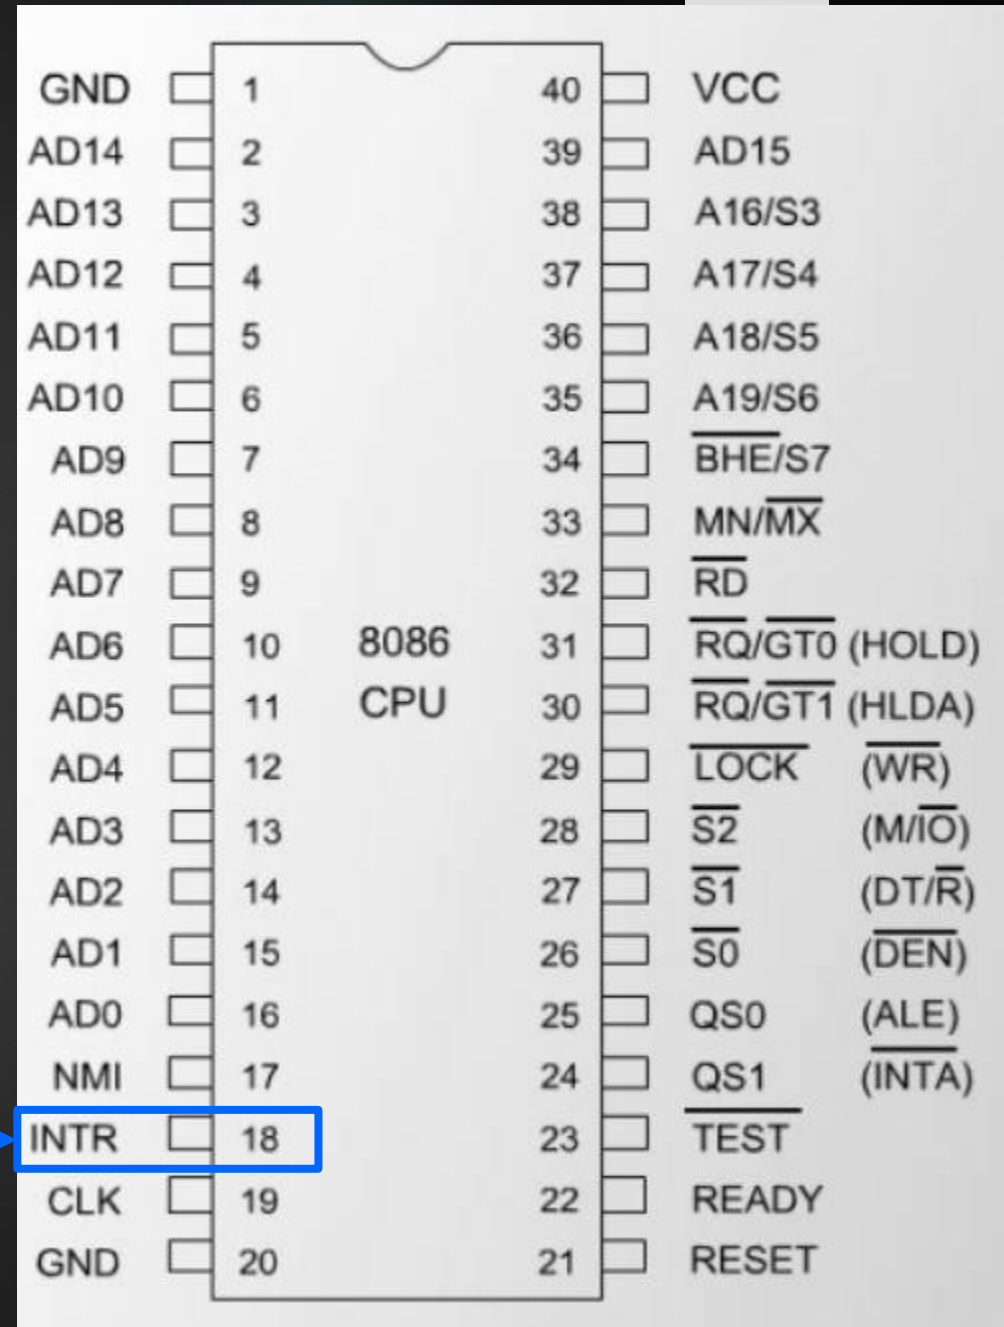 GND 1 40 VCC
AD14 2 39 AD15
AD13 3 38 A16/S3
AD12 4 37 A17/S4
AD11 5 36 A18/S5
AD10 6 35 A19/S6
AD9 7 34 BHE/S7
AD8 8 33 MN/MX
AD7 9 32 RD
AD6 10 8086 31 RQ/GT0 (HOLD)
AD5 11 CPU 30 RQ/GT1 (HLDA)
AD4 12 29 LOCK (WR)
AD3 13 28 S2 (M/IO)
AD2 14 27 S1 (DT/R)
AD1 15 26 S0 (DEN)
AD0 16 25 QS0 (ALE)
NMI 17 24 QS1 (INTA)
INTR 18 23 TEST
CLK 19 22 READY
GND 20 21 RESET